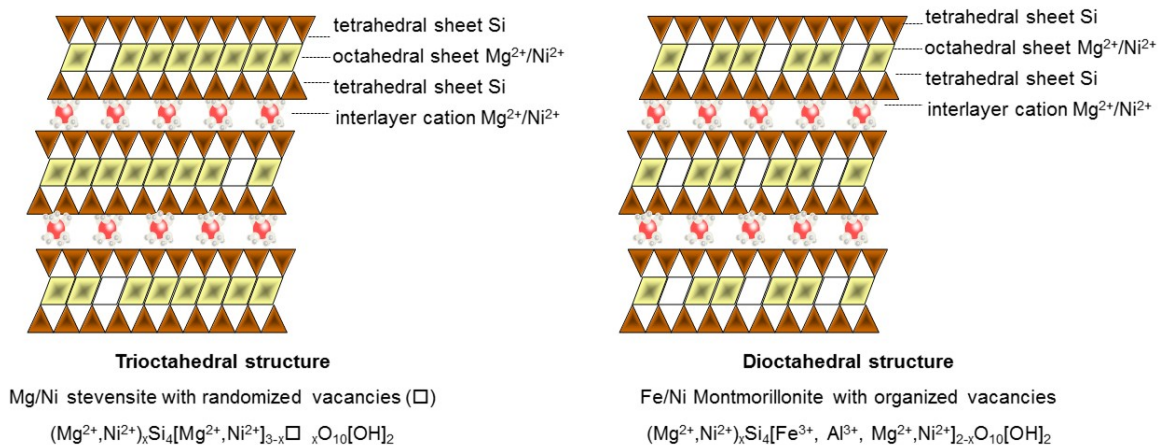 tetrahedral sheet Si
octahedral sheet Mg²⁺/Ni²⁺
tetrahedral sheet Si
interlayer cation Mg²⁺/Ni²⁺
Trioctahedral structure
Mg/Ni stevensite with randomized vacancies (□)
(Mg²⁺,Ni²⁺)ₓSi₄[Mg²⁺,Ni²⁺]₃₋ₓ□ ₓO₁₀[OH]₂
tetrahedral sheet Si
octahedral sheet Mg²⁺/Ni²⁺
tetrahedral sheet Si
interlayer cation Mg²⁺/Ni²⁺
Dioctahedral structure
Fe/Ni Montmorillonite with organized vacancies
(Mg²⁺,Ni²⁺)ₓSi₄[Fe³⁺, Al³⁺, Mg²⁺,Ni²⁺]₂₋ₓO₁₀[OH]₂